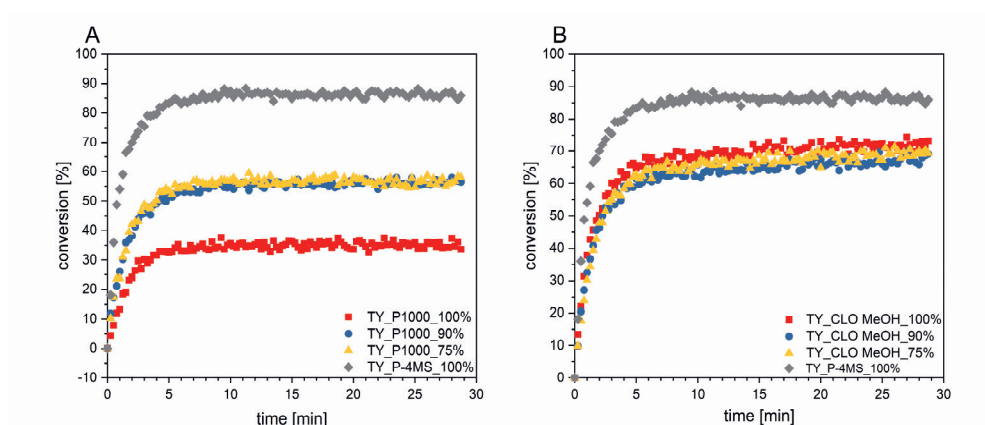 A
100
90
80
70
60
50
40
30
20
10
0
-10
conversion [%]
TY_P1000_100%
TY_P1000_90%
TY_P1000_75%
TY_P-4MS_100%
0 5 10 15 20 25 30
time [min]
B
100
90
80
70
60
50
40
30
20
10
0
conversion [%]
TY_CLO MeOH_100%
TY_CLO MeOH_90%
TY_CLO MeOH_75%
TY_P-4MS_100%
0 5 10 15 20 25 30
time [min]